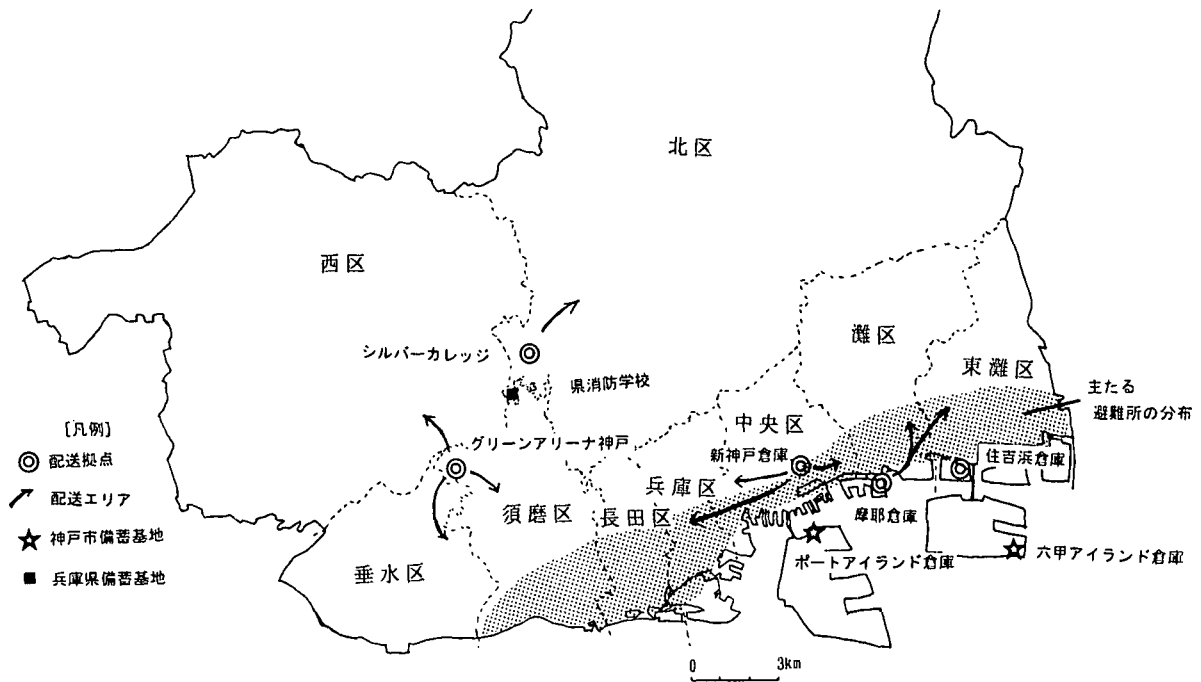 北区
西区
灘区
シルバーカレッジ
東灘区
県消防学校
主たる
避難所の分布
[凡例]
配送拠点
中央区
グリーンアリーナ神戸
新神戸倉庫
住吉浜倉庫
配送エリア
兵庫区
須磨区
長田区
摩耶倉庫
神戸市備蓄基地
ポートアイランド倉庫
六甲アイランド倉庫
兵庫県備蓄基地
垂水区
0 3km